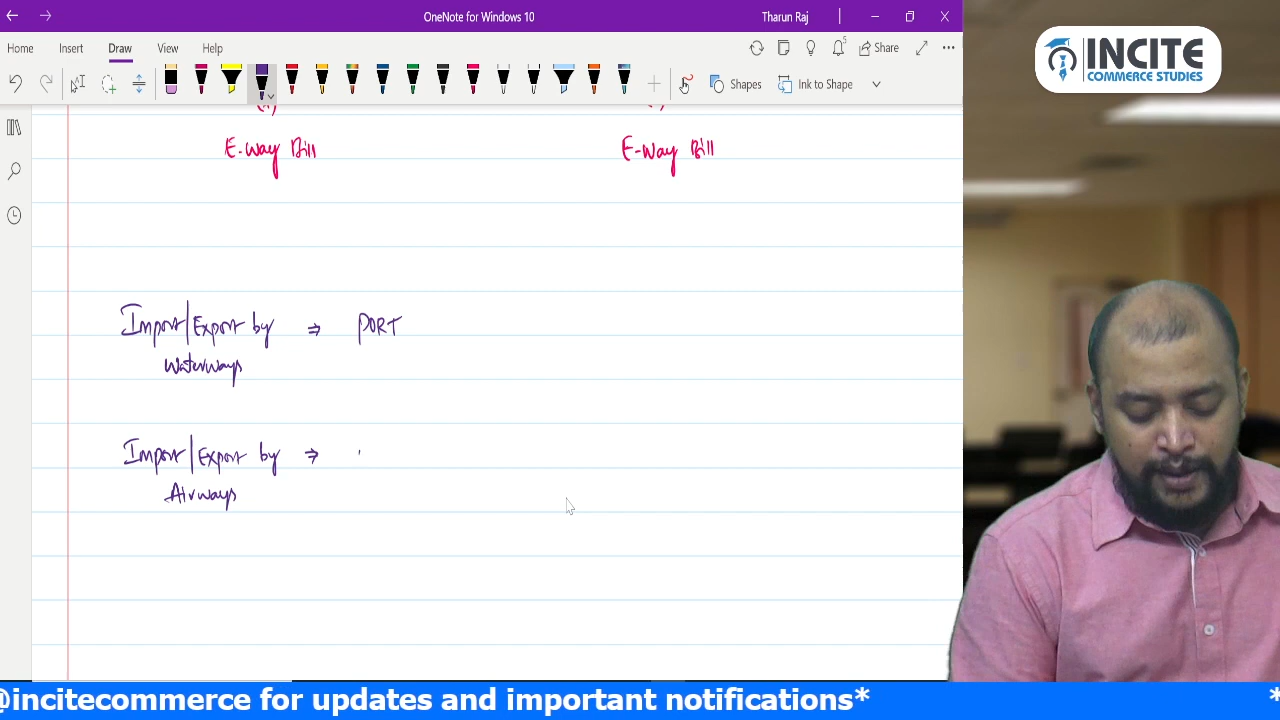 OneNote for Windows 10
Tharun Raj
Home Insert Draw View Help
5
Share
Shapes
Ink to Shape
INCITE
COMMERCE STUDIES
E-Way Bill
E-Way Bill
Import/Export by ⇒ PORT
Waterways
Import/Export by ⇒
Airways
@incitecommerce for updates and important notifications* *